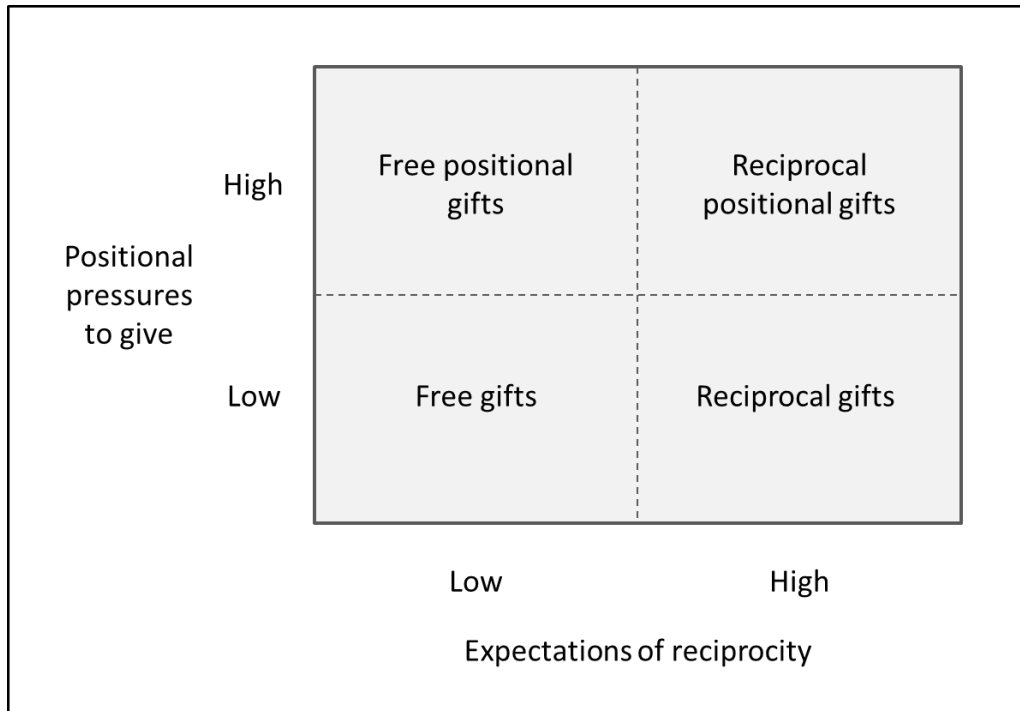 High
Free positional
gifts
Reciprocal
positional gifts
Positional
pressures
to give
Low
Free gifts
Reciprocal gifts
Low
High
Expectations of reciprocity